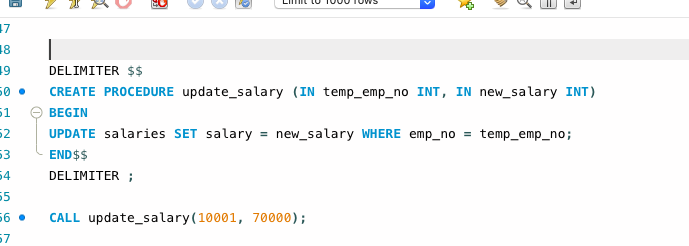 Limit to 1000 rows
47
48
49 DELIMITER $$
50 CREATE PROCEDURE update_salary (IN temp_emp_no INT, IN new_salary INT)
51 BEGIN
52 UPDATE salaries SET salary = new_salary WHERE emp_no = temp_emp_no;
53 END$$
54 DELIMITER ;
55
56 CALL update_salary(10001, 70000);
57